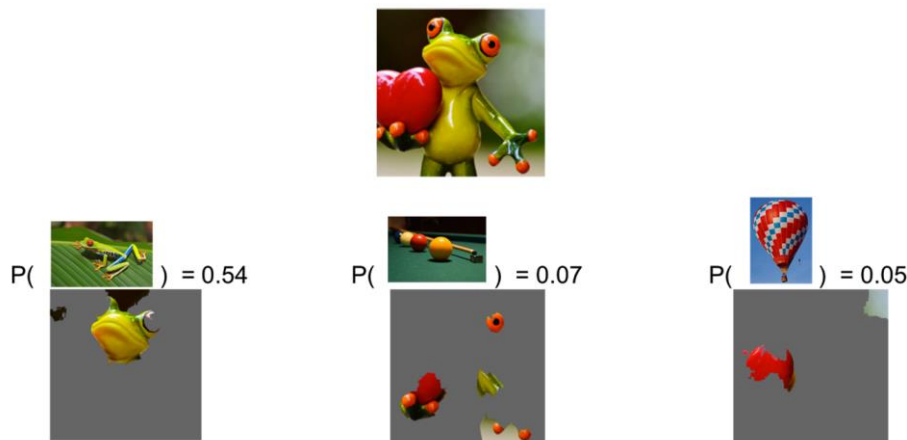 P( ) = 0.54
P( ) = 0.07
P( ) = 0.05